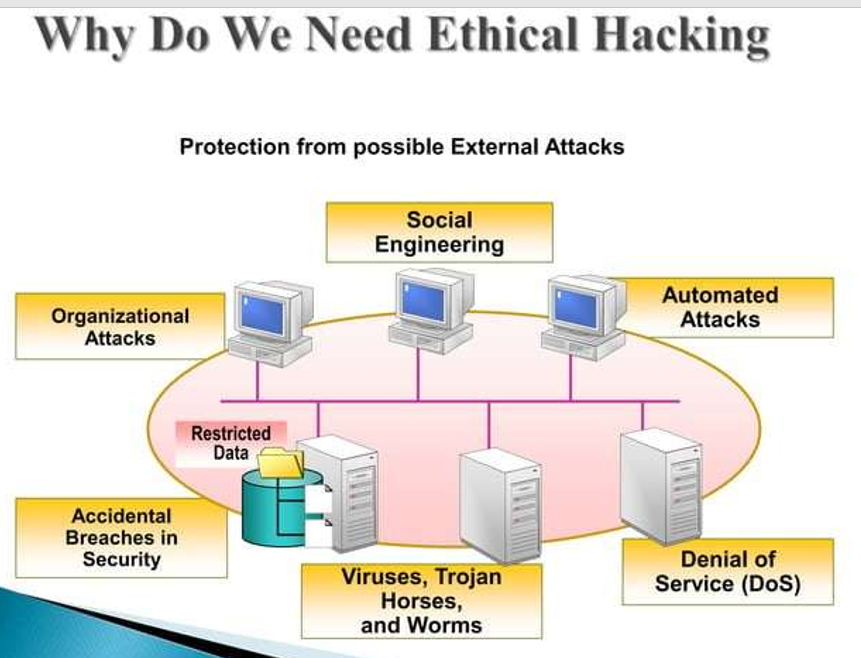 Why Do We Need Ethical Hacking
Protection from possible External Attacks
Social
Engineering
Organizational
Attacks
Automated
Attacks
Restricted
Data
Accidental
Breaches in
Security
Viruses, Trojan
Horses,
and Worms
Denial of
Service (DoS)